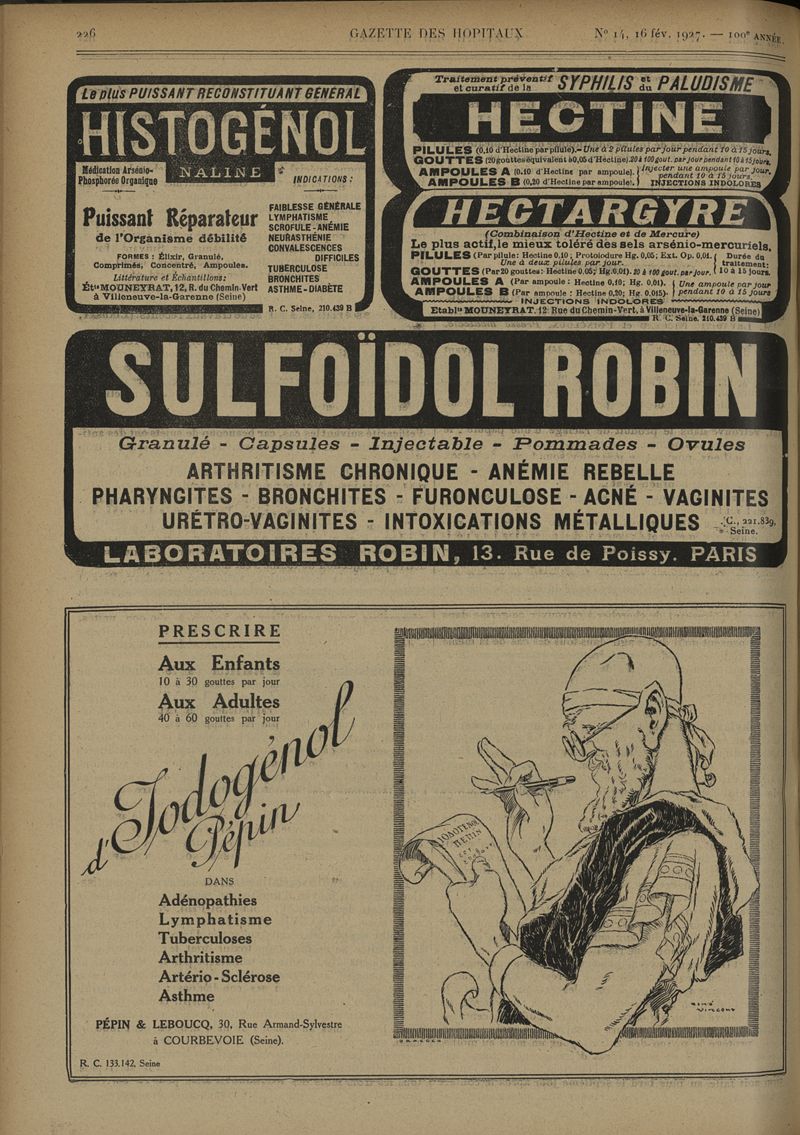 226
GAZETTE DES HOPITAUX
Nº 14, 16 fév. 1927. — 100e ANNÉE.
Le plus PUISSANT RECONSTITUANT GÉNÉRAL
HISTOGÉNOL
Médication Arsénio-
Phosphorée Organique
NALINE
INDICATIONS :
Puissant Réparateur
de l'Organisme débilité
FORMES : Élixir, Granulé,
Comprimés, Concentré, Ampoules.
Littérature et Échantillons:
Éts MOUNEYRAT, 12, R. du Chemin-Vert
à Villeneuve-la-Garenne (Seine)
FAIBLESSE GÉNÉRALE
LYMPHATISME
SCROFULE - ANÉMIE
NEURASTHÉNIE
CONVALESCENCES
DIFFICILES
TUBERCULOSE
BRONCHITES
ASTHME - DIABÈTE
R. C. Seine, 210.439 B
Traitement préventif et curatif de la SYPHILIS et du PALUDISME
HECTINE
PILULES (0,10 d'Hectine par pilule).- Une à 2 pilules par jour pendant 10 à 15 jours.
GOUTTES (20 gouttes équivalent à 0,05 d'Hectine). 20 à 100 gout. par jour pendant 10 à 15 jours.
AMPOULES A (0.10 d'Hectine par ampoule). Injecter une ampoule par jour.
AMPOULES B (0,20 d'Hectine par ampoule). pendant 10 à 15 jours.
INJECTIONS INDOLORES
HECTARGYRE
(Combinaison d'Hectine et de Mercure)
Le plus actif, le mieux toléré des sels arsénio-mercuriels.
PILULES (Par pilule: Hectine 0.10 ; Protoiodure Hg. 0,05; Ext. Op. 0,01.
Une à deux pilules par jour.
GOUTTES (Par 20 gouttes: Hectine 0,05; Hg. 0,01). 20 à 100 gout. par jour.
Durée du traitement: 10 à 15 jours.
AMPOULES A (Par ampoule : Hectine 0,10; Hg. 0,01). Une ampoule par jour
AMPOULES B (Par ampoule : Hectine 0,20; Hg. 0,015). pendant 10 à 15 jours
INJECTIONS INDOLORES
Etablts MOUNEYRAT, 12 Rue du Chemin-Vert, à Villeneuve-la-Garenne (Seine)
R. C. Seine, 210.439 B
SULFOÏDOL ROBIN
Granulé - Capsules - Injectable - Pommades - Ovules
ARTHRITISME CHRONIQUE - ANÉMIE REBELLE
PHARYNGITES - BRONCHITES - FURONCULOSE - ACNÉ - VAGINITES
URÉTRO-VAGINITES - INTOXICATIONS MÉTALLIQUES
C., 221.839,
Seine.
LABORATOIRES ROBIN, 13. Rue de Poissy. PARIS
PRESCRIRE
Aux Enfants
10 à 30 gouttes par jour
Aux Adultes
40 à 60 gouttes par jour
d'Iodogénol
Pépin
DANS
Adénopathies
Lymphatisme
Tuberculoses
Arthritisme
Artério-Sclérose
Asthme
PÉPIN & LEBOUCQ, 30, Rue Armand-Sylvestre
à COURBEVOIE (Seine).
R. C. 133.142, Seine
RENÉ
VINCENT